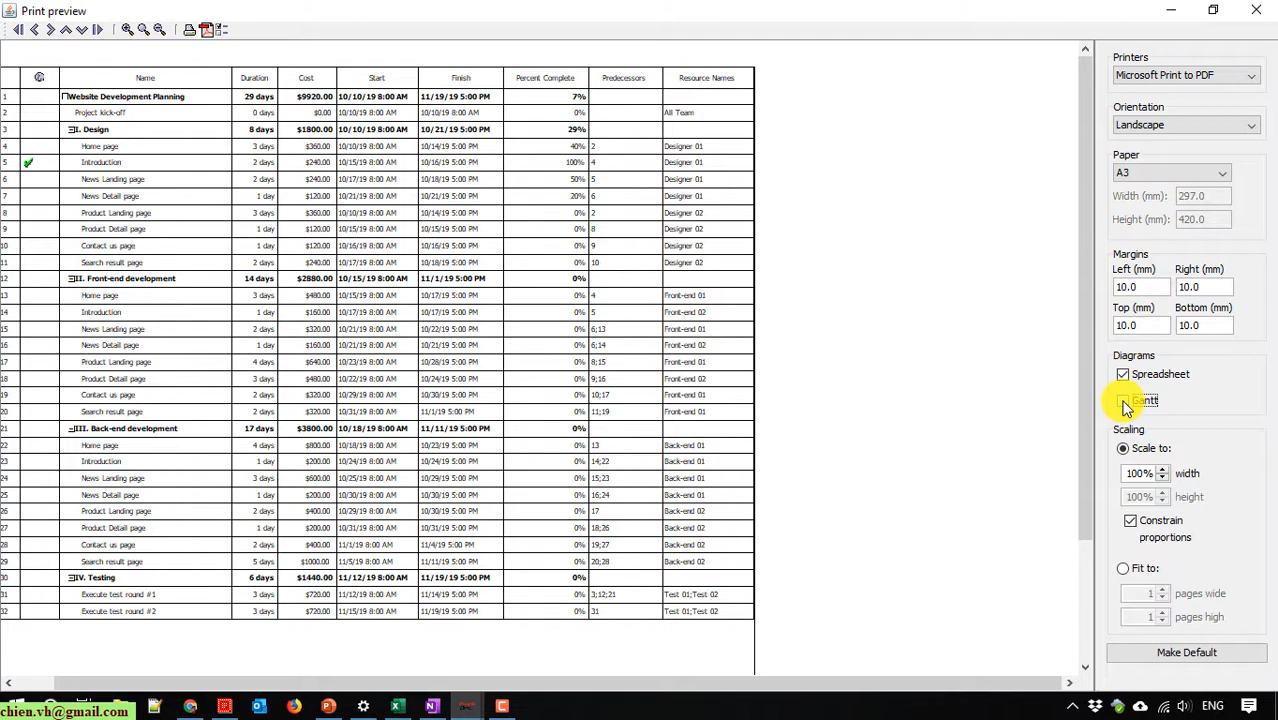 Print preview
Name Duration Cost Start Finish Percent Complete Predecessors Resource Names
1 Website Development Planning 29 days $9920.00 10/10/19 8:00 AM 11/19/19 5:00 PM 7%
2 Project kick-off 0 days $0.00 10/10/19 8:00 AM 10/10/19 8:00 AM 0% All Team
3 I. Design 8 days $1800.00 10/10/19 8:00 AM 10/21/19 5:00 PM 29%
4 Home page 3 days $360.00 10/10/19 8:00 AM 10/14/19 5:00 PM 40% 2 Designer 01
5 Introduction 2 days $240.00 10/15/19 8:00 AM 10/16/19 5:00 PM 100% 4 Designer 01
6 News Landing page 2 days $240.00 10/17/19 8:00 AM 10/18/19 5:00 PM 50% 5 Designer 01
7 News Detail page 1 day $120.00 10/21/19 8:00 AM 10/21/19 5:00 PM 20% 6 Designer 01
8 Product Landing page 3 days $360.00 10/10/19 8:00 AM 10/14/19 5:00 PM 0% 2 Designer 02
9 Product Detail page 1 day $120.00 10/15/19 8:00 AM 10/15/19 5:00 PM 0% 8 Designer 02
10 Contact us page 1 day $120.00 10/16/19 8:00 AM 10/16/19 5:00 PM 0% 9 Designer 02
11 Search result page 2 days $240.00 10/17/19 8:00 AM 10/18/19 5:00 PM 0% 10 Designer 02
12 II. Front-end development 14 days $2880.00 10/15/19 8:00 AM 11/1/19 5:00 PM 0%
13 Home page 3 days $480.00 10/15/19 8:00 AM 10/17/19 5:00 PM 0% 4 Front-end 01
14 Introduction 1 day $160.00 10/17/19 8:00 AM 10/17/19 5:00 PM 0% 5 Front-end 02
15 News Landing page 2 days $320.00 10/21/19 8:00 AM 10/22/19 5:00 PM 0% 6;13 Front-end 01
16 News Detail page 1 day $160.00 10/22/19 8:00 AM 10/22/19 5:00 PM 0% 6;14 Front-end 02
17 Product Landing page 4 days $640.00 10/23/19 8:00 AM 10/28/19 5:00 PM 0% 8;15 Front-end 01
18 Product Detail page 3 days $480.00 10/22/19 8:00 AM 10/24/19 5:00 PM 0% 9;16 Front-end 02
19 Contact us page 2 days $320.00 10/29/19 8:00 AM 10/30/19 5:00 PM 0% 10;17 Front-end 01
20 Search result page 2 days $320.00 10/31/19 8:00 AM 11/1/19 5:00 PM 0% 11;19 Front-end 01
21 III. Back-end development 17 days $3800.00 10/18/19 8:00 AM 11/11/19 5:00 PM 0%
22 Home page 4 days $800.00 10/18/19 8:00 AM 10/23/19 5:00 PM 0% 13 Back-end 01
23 Introduction 1 day $200.00 10/24/19 8:00 AM 10/24/19 5:00 PM 0% 14;22 Back-end 01
24 News Landing page 3 days $600.00 10/25/19 8:00 AM 10/29/19 5:00 PM 0% 15;23 Back-end 01
25 News Detail page 1 day $200.00 10/30/19 8:00 AM 10/30/19 5:00 PM 0% 16;24 Back-end 01
26 Product Landing page 2 days $400.00 10/29/19 8:00 AM 10/30/19 5:00 PM 0% 17 Back-end 02
27 Product Detail page 1 day $200.00 10/31/19 8:00 AM 10/31/19 5:00 PM 0% 18;26 Back-end 02
28 Contact us page 2 days $400.00 11/1/19 8:00 AM 11/4/19 5:00 PM 0% 19;27 Back-end 02
29 Search result page 5 days $1000.00 11/5/19 8:00 AM 11/11/19 5:00 PM 0% 20;28 Back-end 02
30 IV. Testing 6 days $1440.00 11/12/19 8:00 AM 11/19/19 5:00 PM 0%
31 Execute test round #1 3 days $720.00 11/12/19 8:00 AM 11/14/19 5:00 PM 0% 3;12;21 Test 01;Test 02
32 Execute test round #2 3 days $720.00 11/15/19 8:00 AM 11/19/19 5:00 PM 0% 31 Test 01;Test 02
Printers
Microsoft Print to PDF
Orientation
Landscape
Paper
A3
Width (mm): 297.0
Height (mm): 420.0
Margins
Left (mm) Right (mm)
10.0 10.0
Top (mm) Bottom (mm)
10.0 10.0
Diagrams
Spreadsheet
Gantt
Scaling
Scale to:
100% width
100% height
Constrain
proportions
Fit to:
1 pages wide
1 pages high
Make Default
chien.vh@gmail.com
ENG